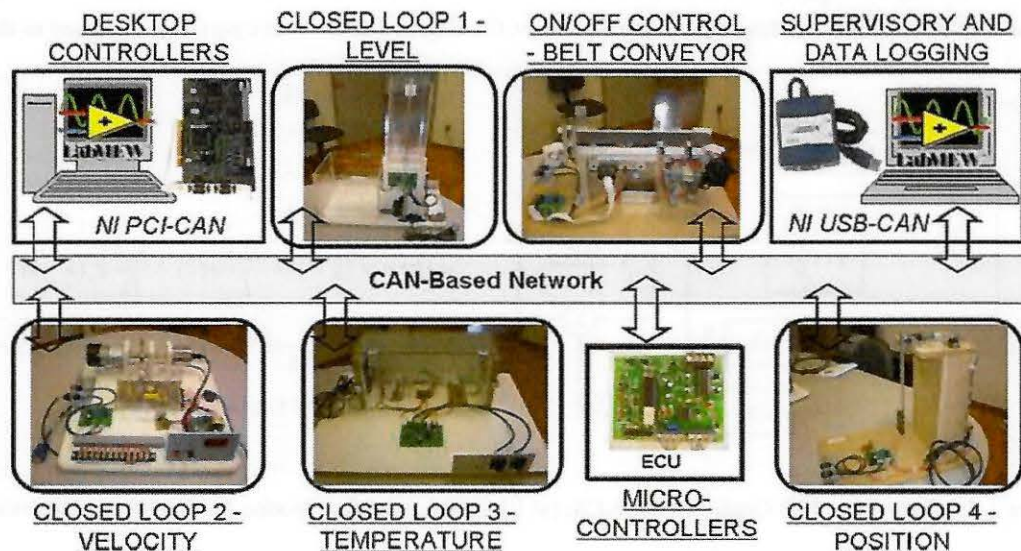 DESKTOP
CONTROLLERS
CLOSED LOOP 1 -
LEVEL
ON/OFF CONTROL
- BELT CONVEYOR
SUPERVISORY AND
DATA LOGGING
LabVIEW
NI PCI-CAN
LabVIEW
NI USB-CAN
CAN-Based Network
ECU
CLOSED LOOP 2 -
VELOCITY
CLOSED LOOP 3 -
TEMPERATURE
MICRO-
CONTROLLERS
CLOSED LOOP 4 -
POSITION